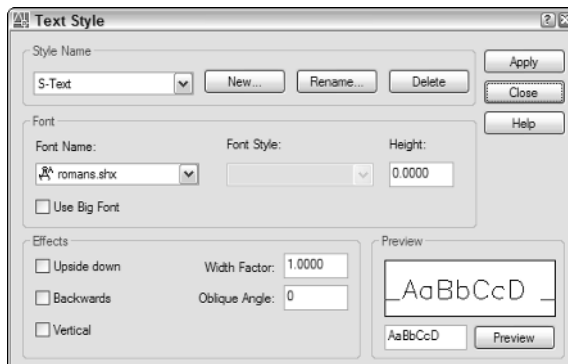 Text Style
Style Name
S-Text
New...
Rename...
Delete
Apply
Close
Help
Font
Font Name:
Font Style:
Height:
romans.shx
0.0000
Use Big Font
Effects
Upside down
Width Factor:
1.0000
Backwards
Oblique Angle:
0
Vertical
Preview
AaBbCcD
AaBbCcD
Preview